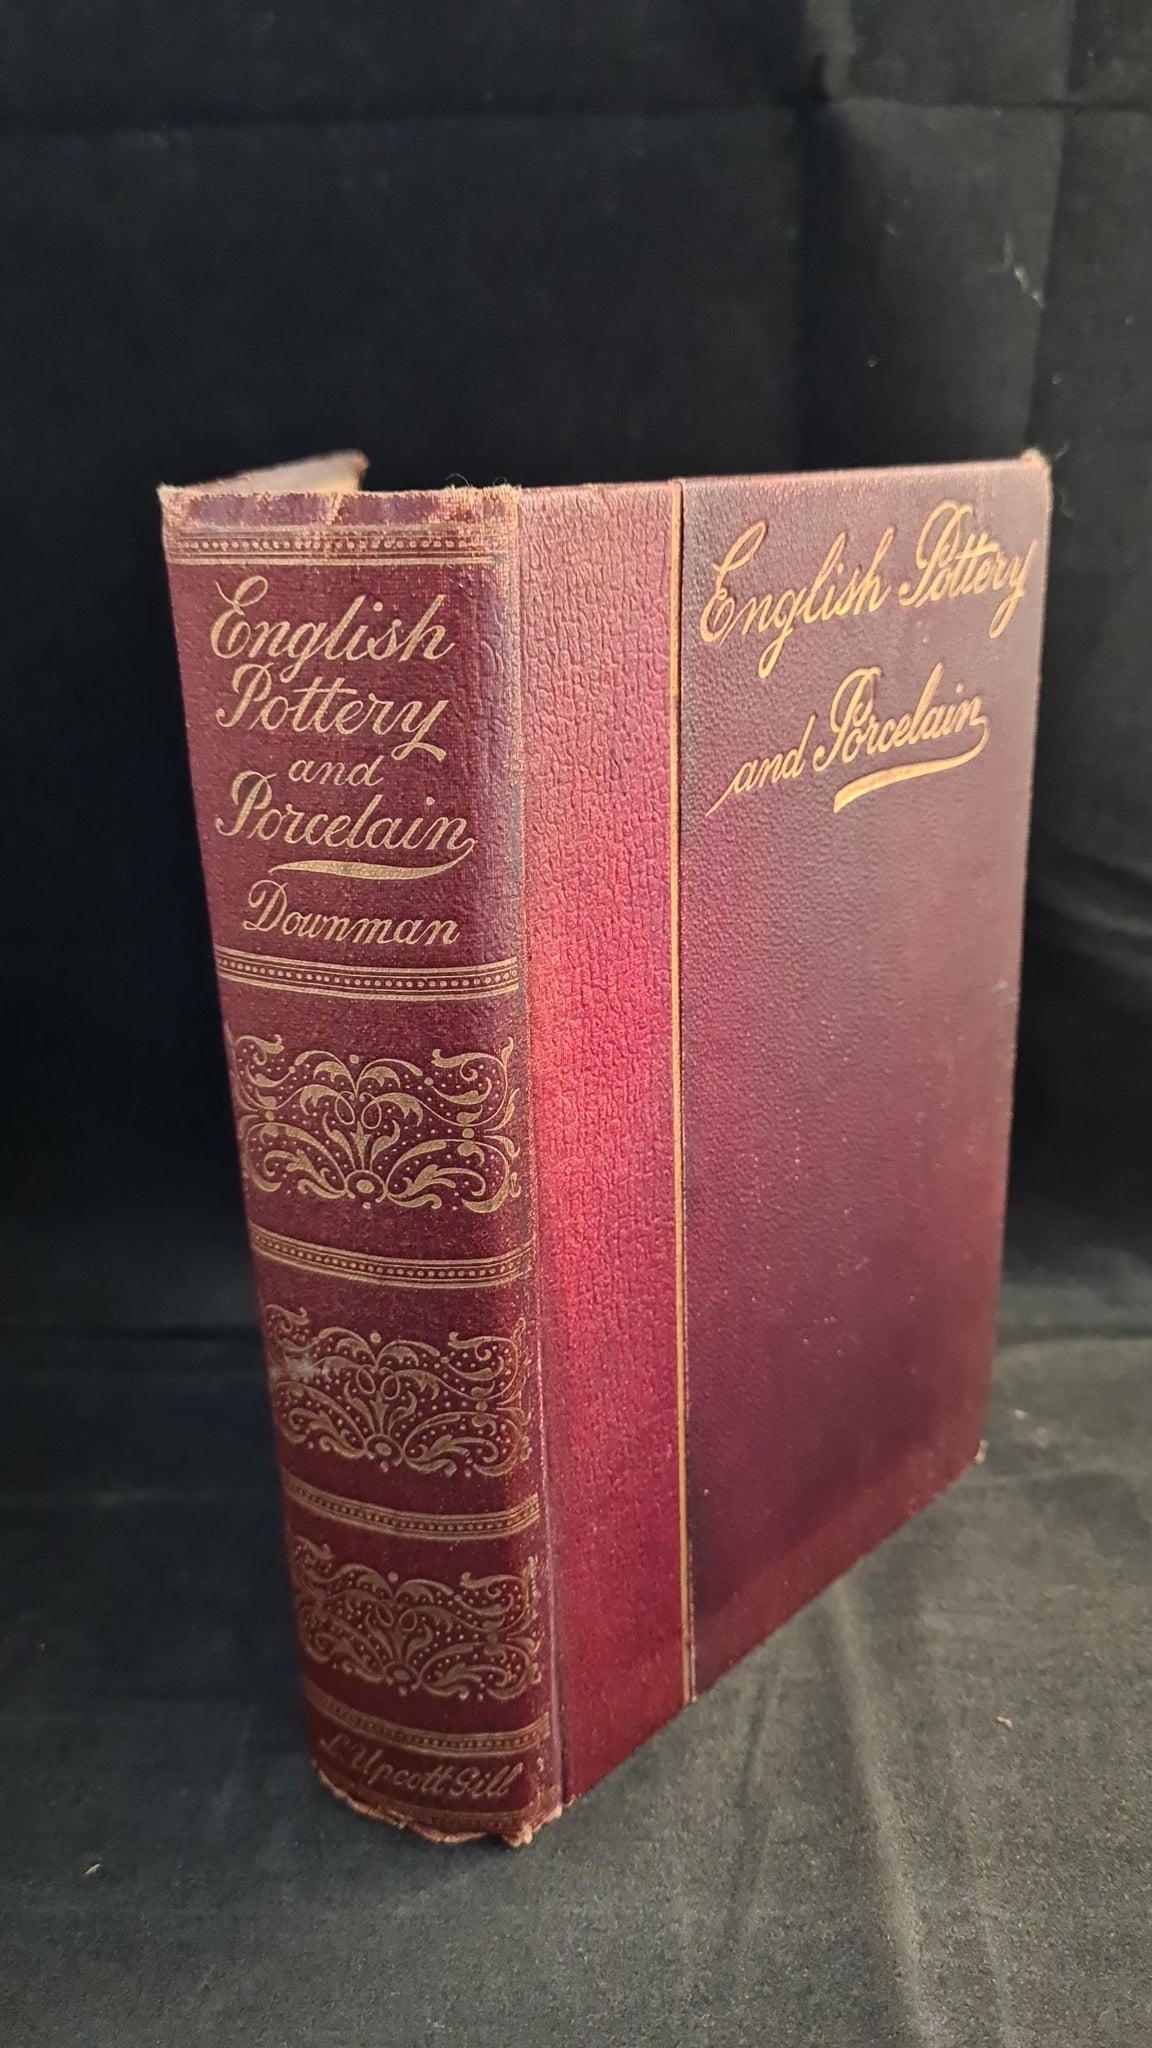 English
Pottery
and
Porcelain
Downman
L. Upcott Gill
English Pottery
and Porcelain